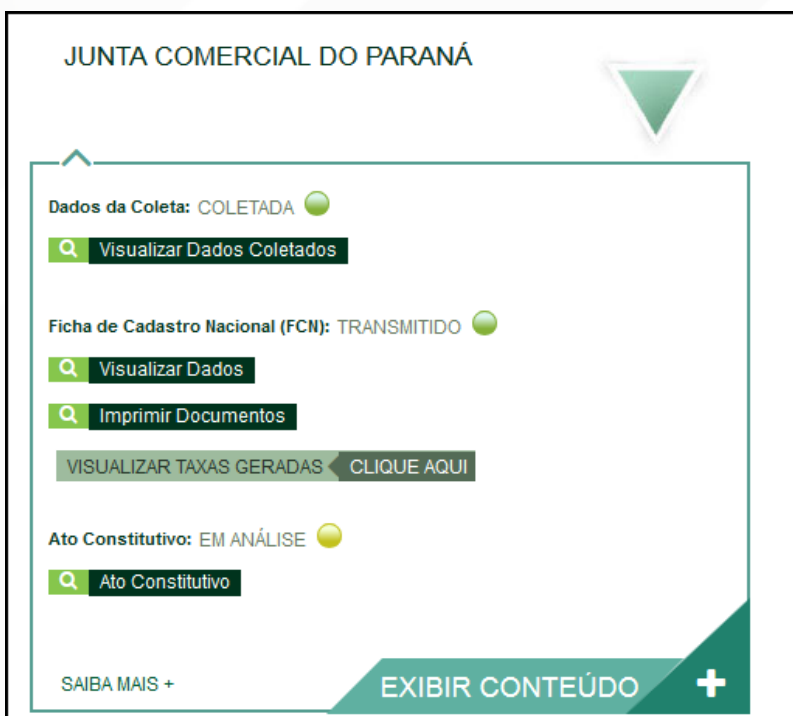 JUNTA COMERCIAL DO PARANÁ
Dados da Coleta: COLETADA
Visualizar Dados Coletados
Ficha de Cadastro Nacional (FCN): TRANSMITIDO
Visualizar Dados
Imprimir Documentos
VISUALIZAR TAXAS GERADAS CLIQUE AQUI
Ato Constitutivo: EM ANÁLISE
Ato Constitutivo
SAIBA MAIS + EXIBIR CONTEÚDO +